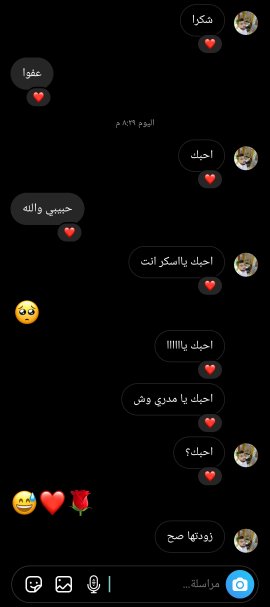 شكرا
عفوا
اليوم ٨:٢٩ م
احبك
حبيبي والله
احبك يااسكر انت
احبك يا!!!!!!
احبك يا مدري وش
احبك؟
زودتها صح
مراسلة...